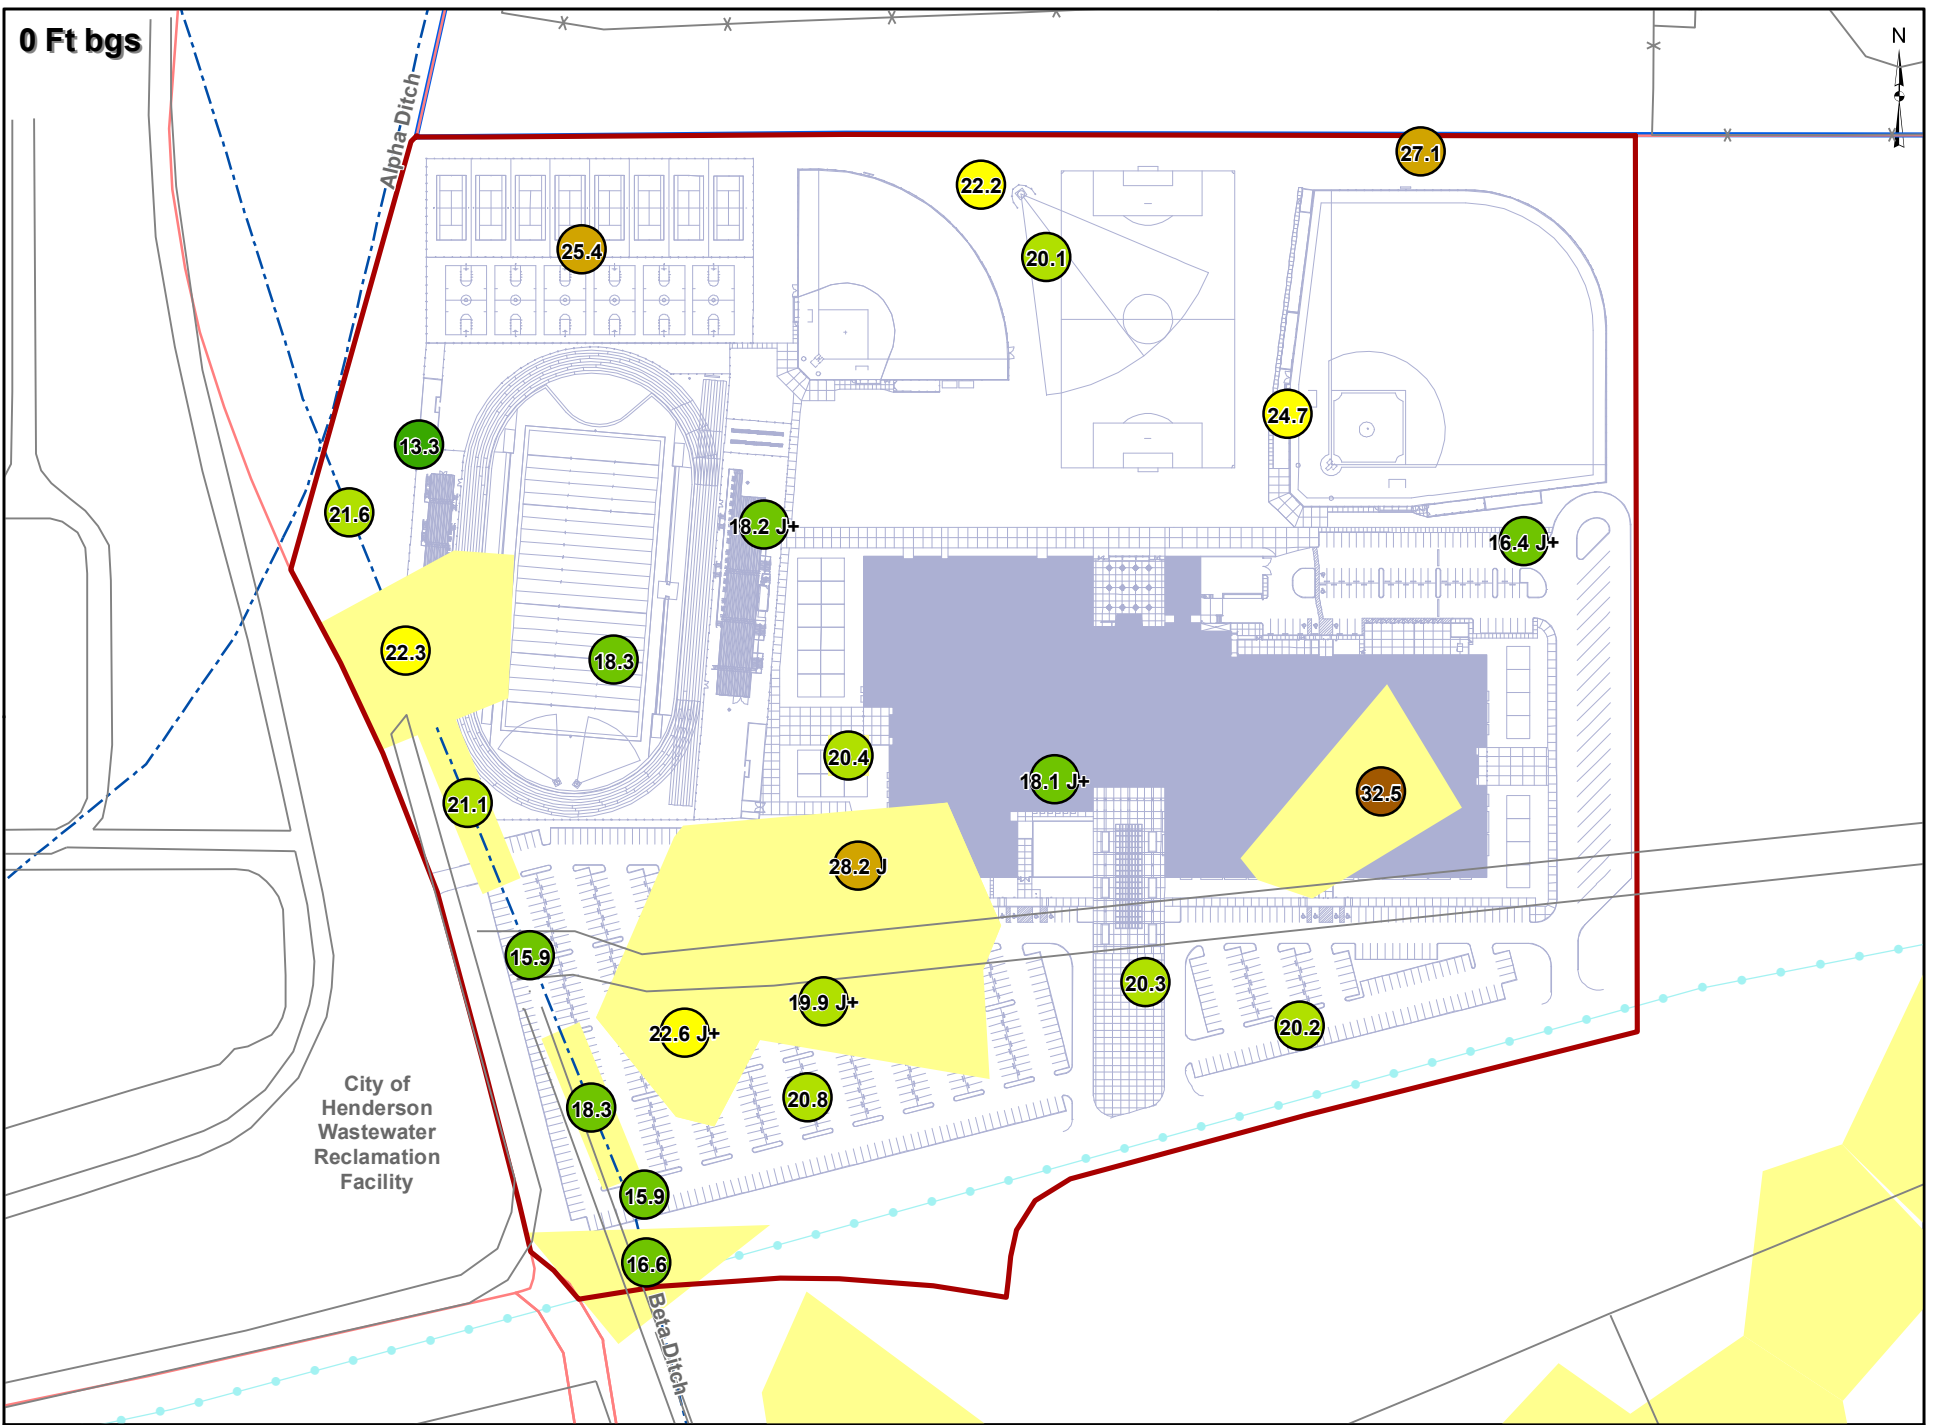 0 Ft bgs
N
Alpha Ditch
27.1
22.2
25.4
20.1
24.7
13.3
21.6
18.2 J+
16.4 J+
22.3
18.3
20.4
18.1 J+
32.5
21.1
28.2 J
15.9
20.3
19.9 J+
22.6 J+
20.2
City of
Henderson
Wastewater
Reclamation
Facility
20.8
18.3
15.9
16.6
Beta Ditch